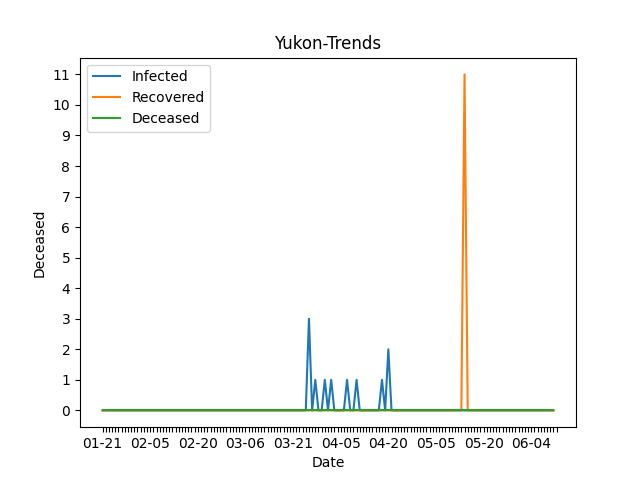 Yukon-Trends
Infected
Recovered
Deceased
11
10
9
8
7
6
5
4
3
2
1
0
Deceased
01-21 02-05 02-20 03-06 03-21 04-05 04-20 05-05 05-20 06-04
Date